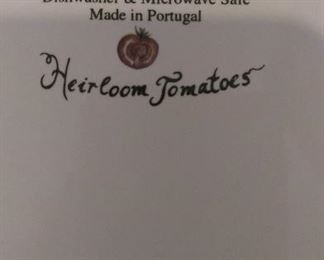 Dishwasher & Microwave Safe
Made in Portugal
Heirloom Tomatoes